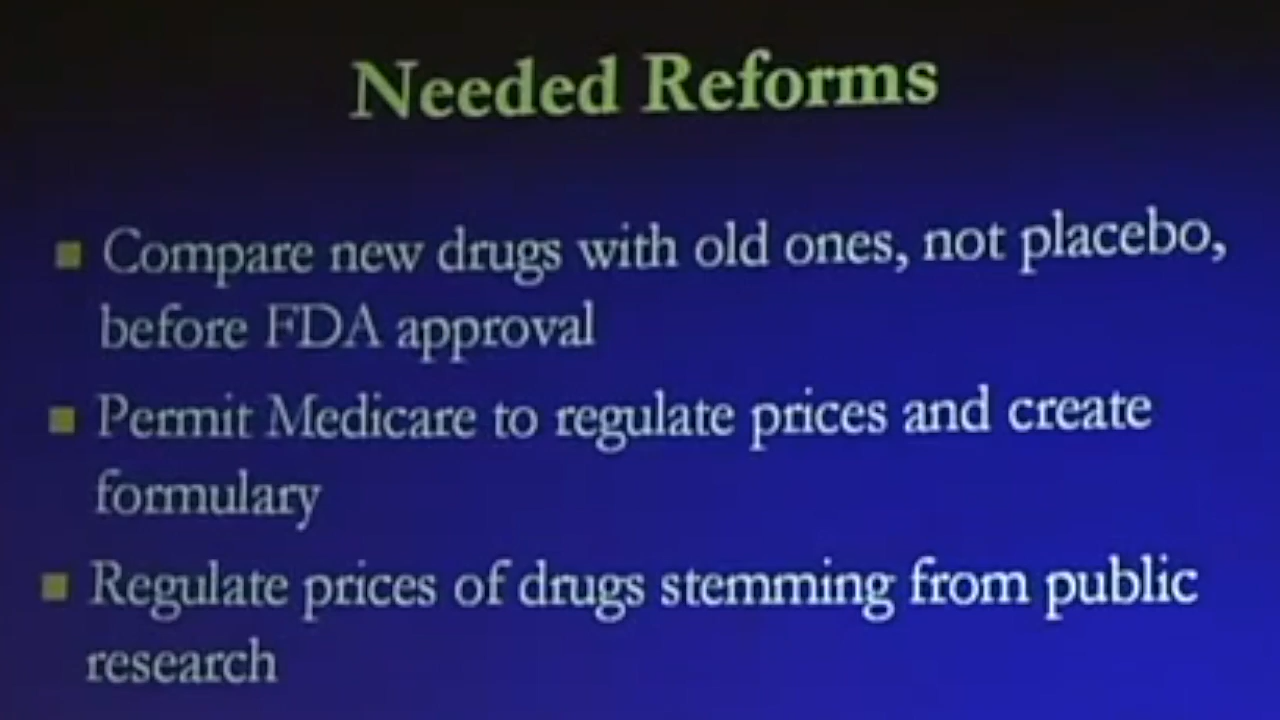 Needed Reforms
Compare new drugs with old ones, not placebo,
before FDA approval
Permit Medicare to regulate prices and create
formulary
Regulate prices of drugs stemming from public
research